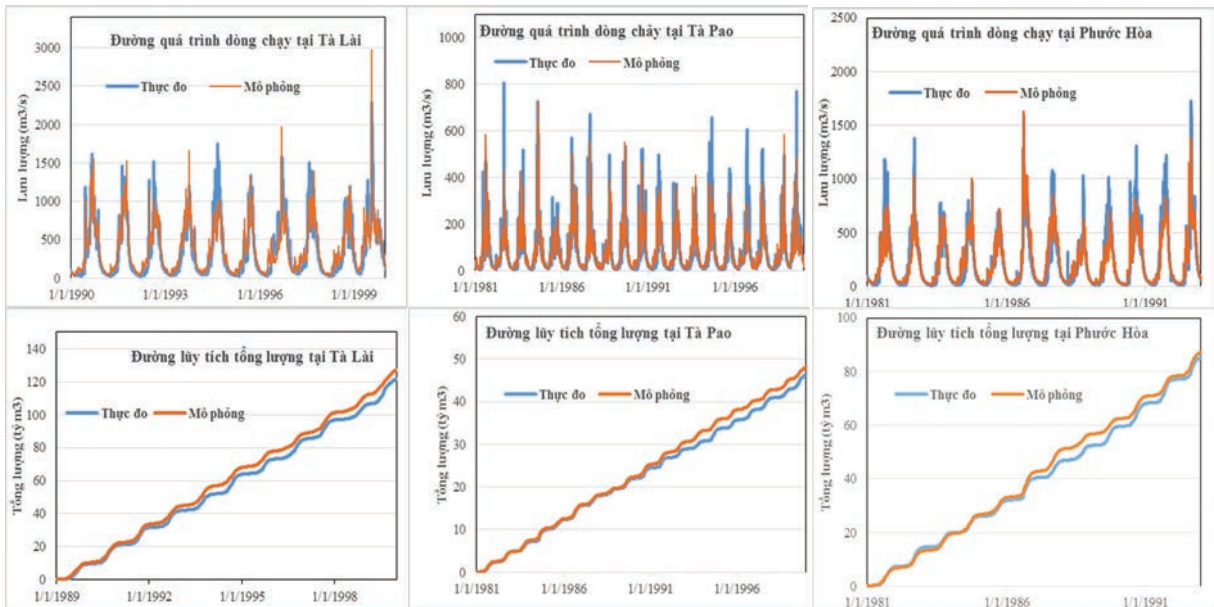 Đường quá trình dòng chảy tại Tà Lài
Thực đo
Mô phỏng
Lưu lượng (m3/s)
3000
2500
2000
1500
1000
500
0
1/1/1990
1/1/1993
1/1/1996
1/1/1999
Đường quá trình dòng chảy tại Tà Pao
Thực đo
Mô phỏng
Lưu lượng (m3/s)
1000
800
600
400
200
0
1/1/1981
1/1/1986
1/1/1991
1/1/1996
Đường quá trình dòng chạy tại Phước Hòa
Thực đo
Mô phỏng
Lưu lượng (m3/s)
2500
2000
1500
1000
500
0
1/1/1981
1/1/1986
1/1/1991
Đường lũy tích tổng lượng tại Tà Lài
Thực đo
Mô phỏng
Tổng lượng (tỷ m3)
140
120
100
80
60
40
20
0
1/1/1989
1/1/1992
1/1/1995
1/1/1998
Đường lũy tích tổng lượng tại Tà Pao
Thực đo
Mô phỏng
Tổng lượng (tỷ m3)
60
50
40
30
20
10
0
1/1/1981
1/1/1986
1/1/1991
1/1/1996
Đường lũy tích tổng lượng tại Phước Hòa
Thực đo
Mô phỏng
Tổng lượng (tỷ m3)
100
80
60
40
20
0
1/1/1981
1/1/1986
1/1/1991